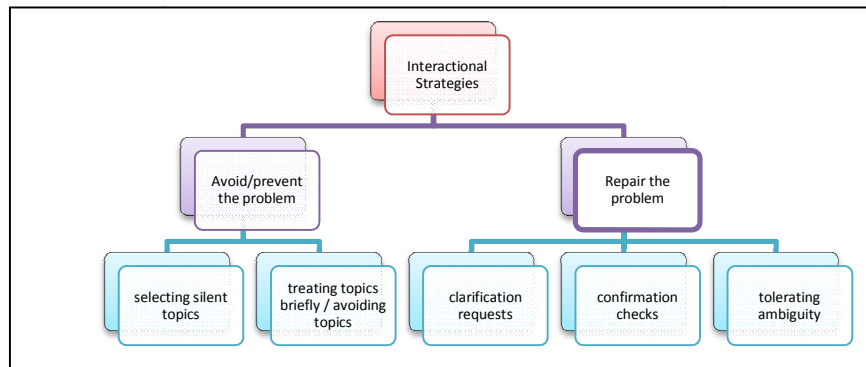 Interactional
Strategies
Avoid/prevent
the problem
Repair the
problem
selecting silent
topics
treating topics
briefly / avoiding
topics
clarification
requests
confirmation
checks
tolerating
ambiguity